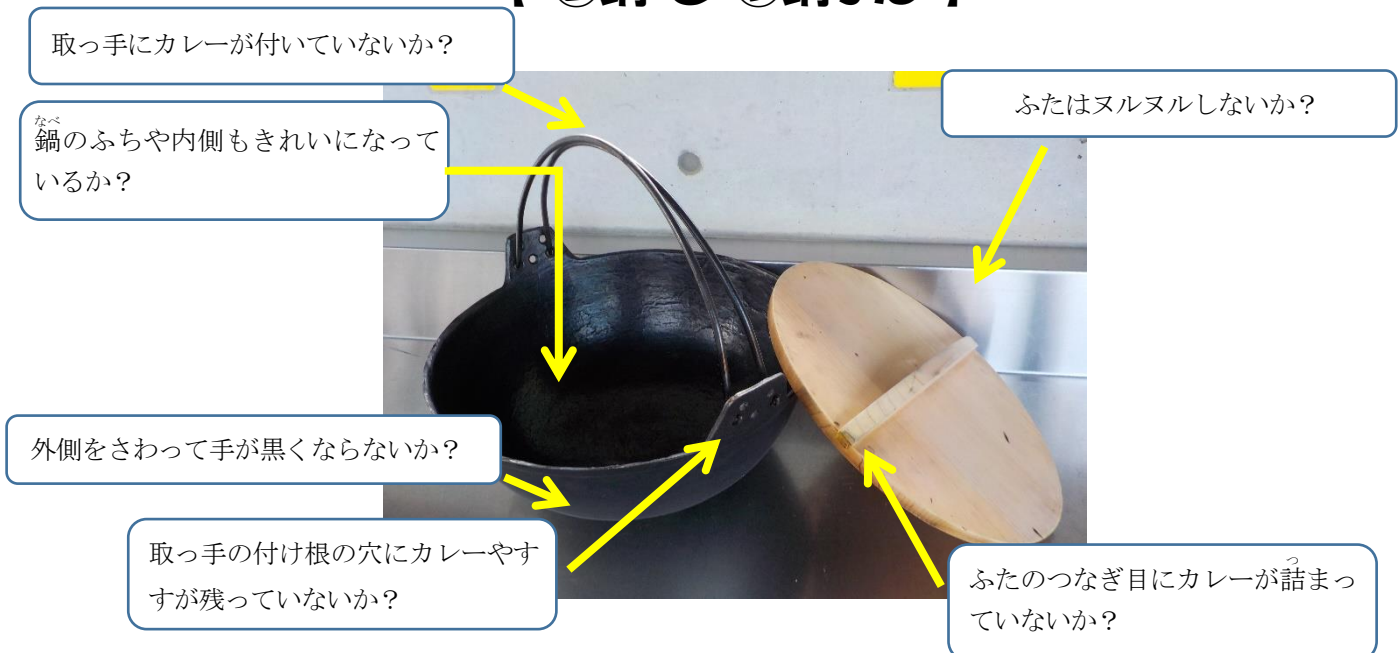 取っ手にカレーが付いていないか？
ふたはヌルヌルしないか？
なべ
鍋のふちや内側もきれいになって
いるか？
外側をさわって手が黒くならないか？
取っ手の付け根の穴にカレーやす
すが残っていないか？
つ
ふたのつなぎ目にカレーが詰まっ
ていないか？